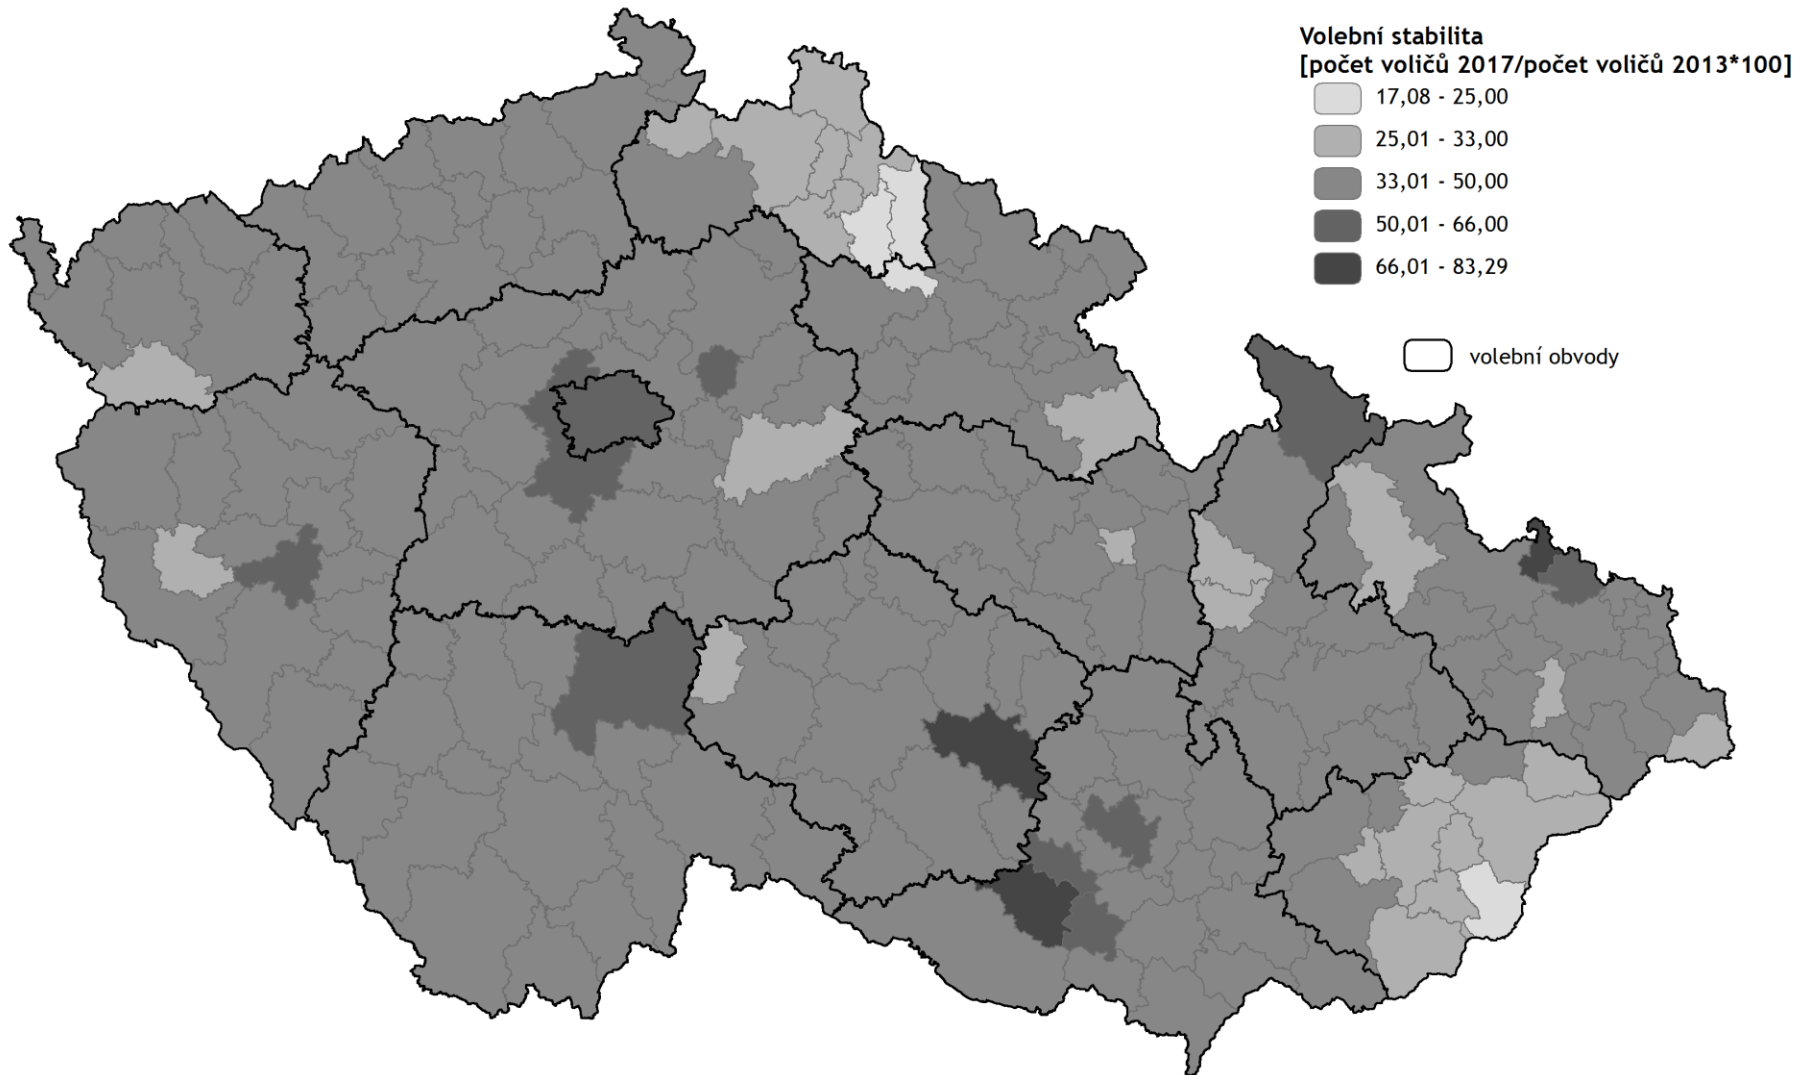 Volební stabilita
[počet voličů 2017/počet voličů 2013*100]
17,08 - 25,00
25,01 - 33,00
33,01 - 50,00
50,01 - 66,00
66,01 - 83,29
volební obvody